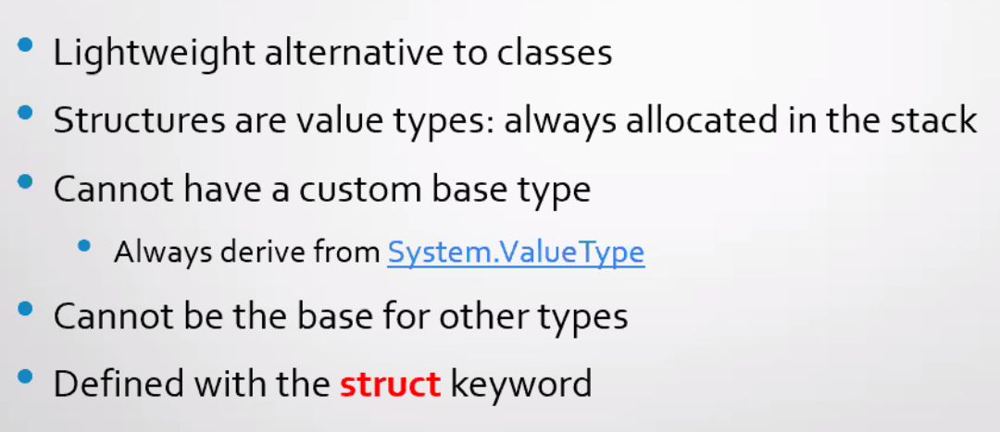 Lightweight alternative to classes
Structures are value types: always allocated in the stack
Cannot have a custom base type
Always derive from System.ValueType
Cannot be the base for other types
Defined with the struct keyword